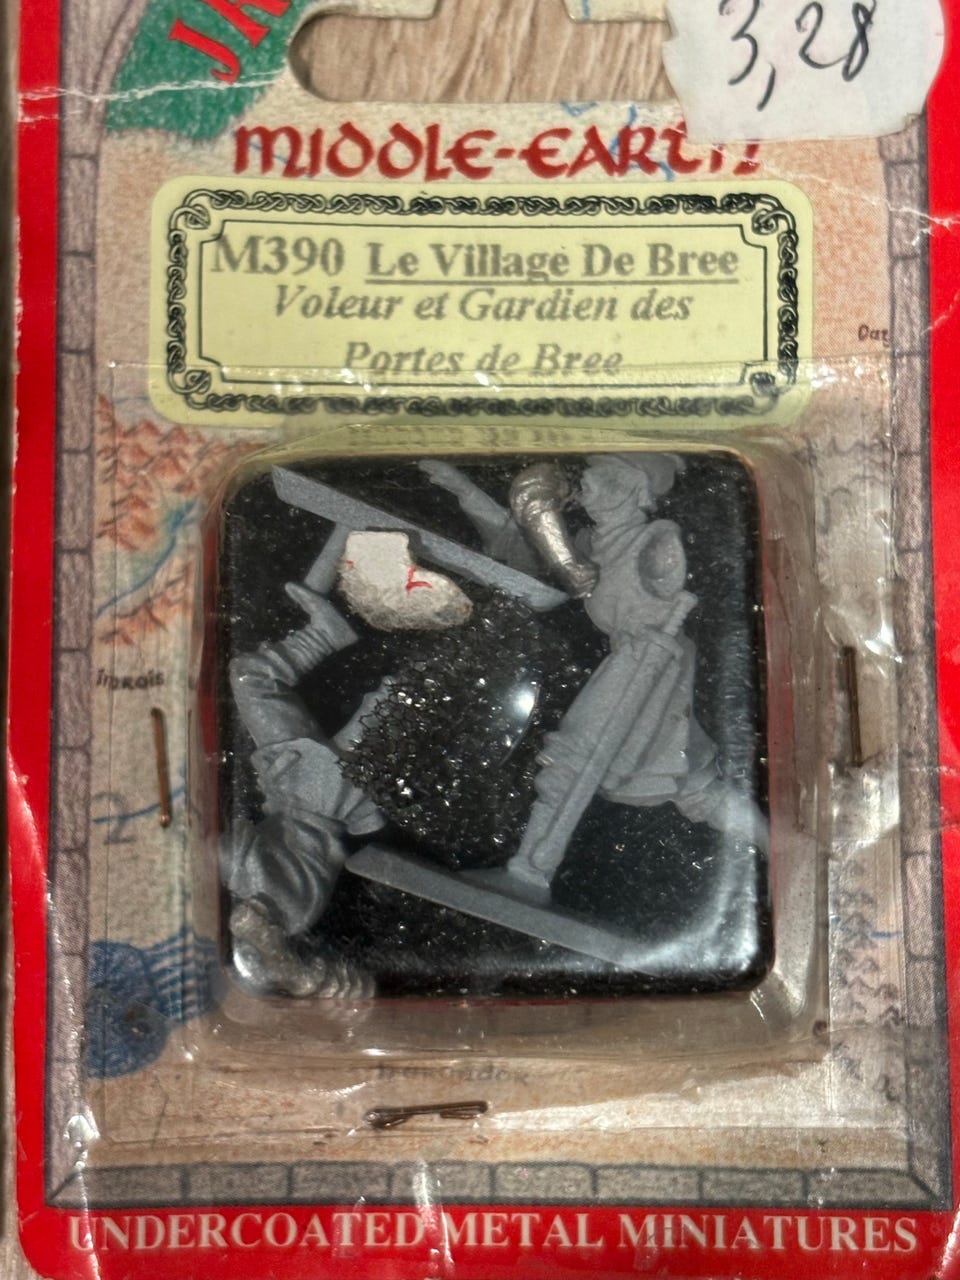 3,28
MIDDLE-EARTH
M390 Le Village De Bree
Voleur et Gardien des
Portes de Bree
UNDERCOATED METAL MINIATURES